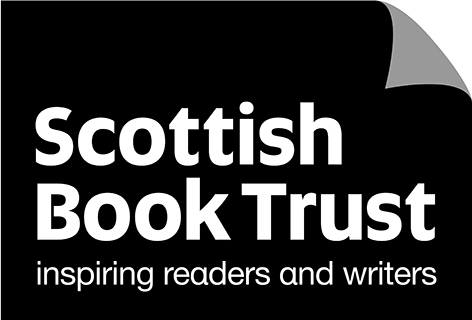 Scottish
Book Trust
inspiring readers and writers